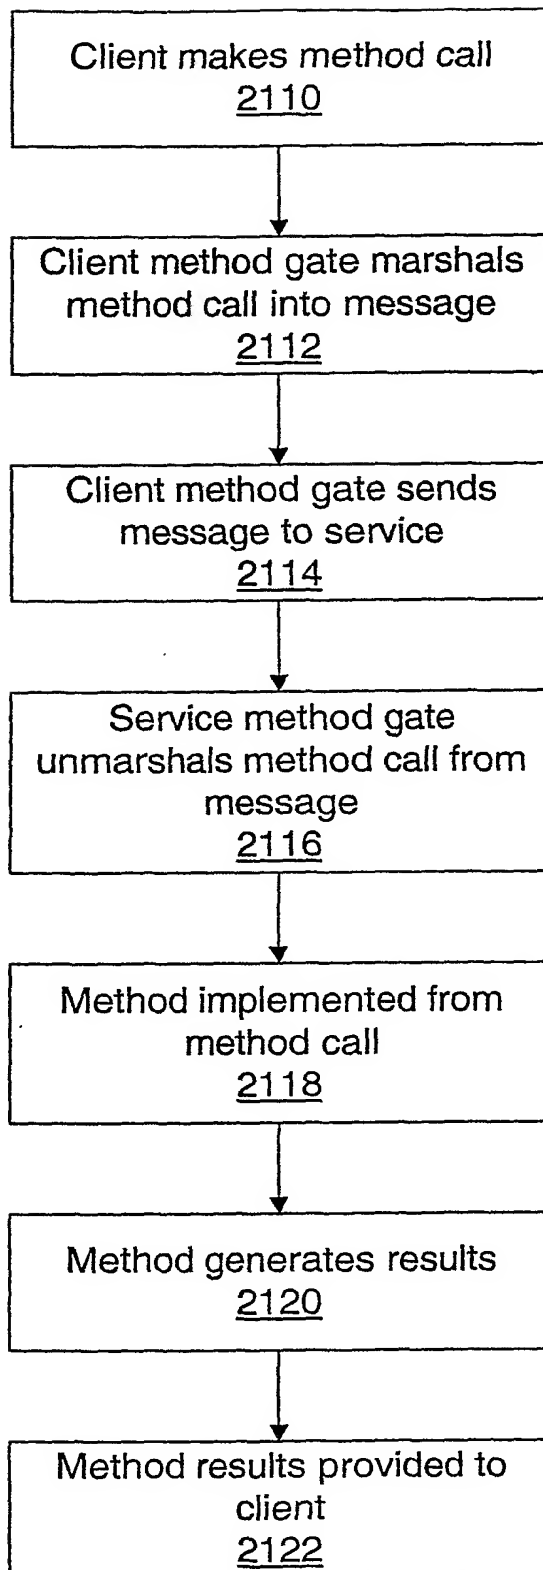 Client makes method call
2110
Client method gate marshals
method call into message
2112
Client method gate sends
message to service
2114
Service method gate
unmarshals method call from
message
2116
Method implemented from
method call
2118
Method generates results
2120
Method results provided to
client
2122